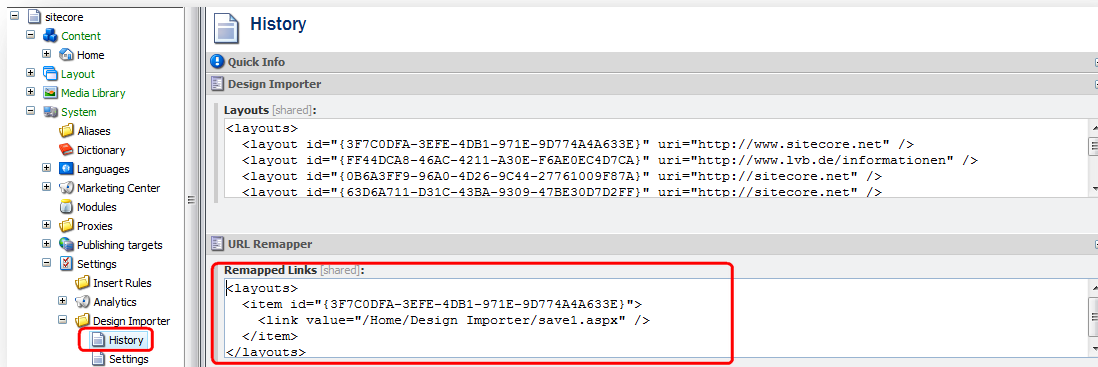 sitecore
Content
Home
Layout
Media Library
System
Aliases
Dictionary
Languages
Marketing Center
Modules
Proxies
Publishing targets
Settings
Insert Rules
Analytics
Design Importer
History
Settings
History
Quick Info
Design Importer
Layouts [shared]:
<layouts>
<layout id="{3F7C0DFA-3EFE-4DB1-971E-9D774A4A633E}" uri="http://www.sitecore.net" />
<layout id="{FF44DCA8-46AC-4211-A30E-F6AE0EC4D7CA}" uri="http://www.lvb.de/informationen" />
<layout id="{0B6A3FF9-96A0-4D26-9C44-27761009F87A}" uri="http://sitecore.net" />
<layout id="{63D6A711-D31C-43BA-9309-47BE30D7D2FF}" uri="http://sitecore.net" />
URL Remapper
Remapped Links [shared]:
<layouts>
<item id="{3F7C0DFA-3EFE-4DB1-971E-9D774A4A633E}">
<link value="/Home/Design Importer/save1.aspx" />
</item>
</layouts>